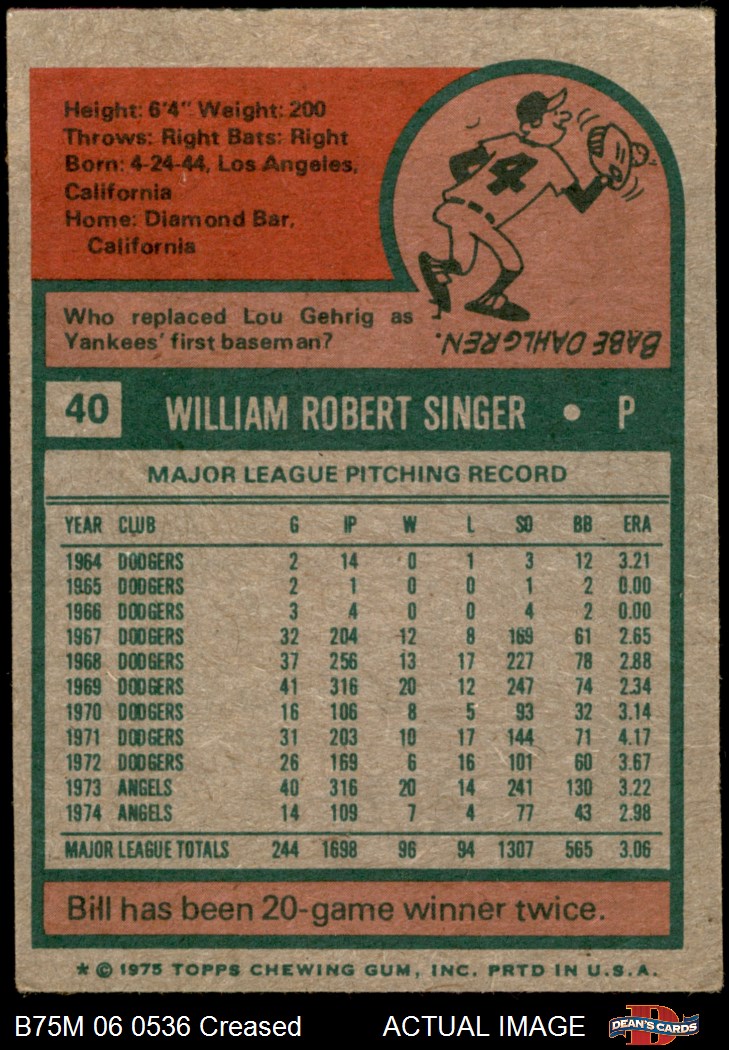 Height: 6'4" Weight: 200
Throws: Right Bats: Right
Born: 4-24-44, Los Angeles,
California
Home: Diamond Bar,
California
4
Who replaced Lou Gehrig as
Yankees' first baseman?
BABE DAHLGREN.
40 WILLIAM ROBERT SINGER • P
MAJOR LEAGUE PITCHING RECORD
YEAR CLUB G IP W L SO BB ERA
1964 DODGERS 2 14 0 1 3 12 3.21
1965 DODGERS 2 1 0 0 1 2 0.00
1966 DODGERS 3 4 0 0 4 2 0.00
1967 DODGERS 32 204 12 8 169 61 2.65
1968 DODGERS 37 256 13 17 227 78 2.88
1969 DODGERS 41 316 20 12 247 74 2.34
1970 DODGERS 16 106 8 5 93 32 3.14
1971 DODGERS 31 203 10 17 144 71 4.17
1972 DODGERS 26 169 6 16 101 60 3.67
1973 ANGELS 40 316 20 14 241 130 3.22
1974 ANGELS 14 109 7 4 77 43 2.98
MAJOR LEAGUE TOTALS 244 1698 96 94 1307 565 3.06
Bill has been 20-game winner twice.
* © 1975 TOPPS CHEWING GUM, INC. PRTD IN U.S.A.
B75M 06 0536 Creased ACTUAL IMAGE DEAN'S CARDS